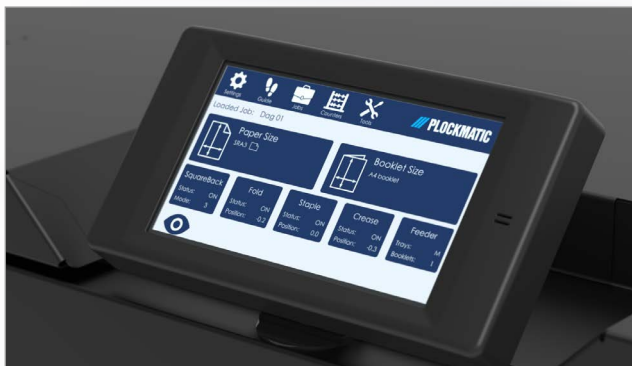 Settings
Guide
Jobs
Counters
Tools
PLOCKMATIC
Loaded Job: Dag 01
Paper Size
SRA3
Booklet Size
A4 booklet
SquareBack
Status: ON
Mode: 3
Fold
Status: ON
Position: 0.2
Staple
Status: ON
Position: 0.0
Crease
Status: ON
Position: -0.3
Feeder
Trays: M
Booklets: 1